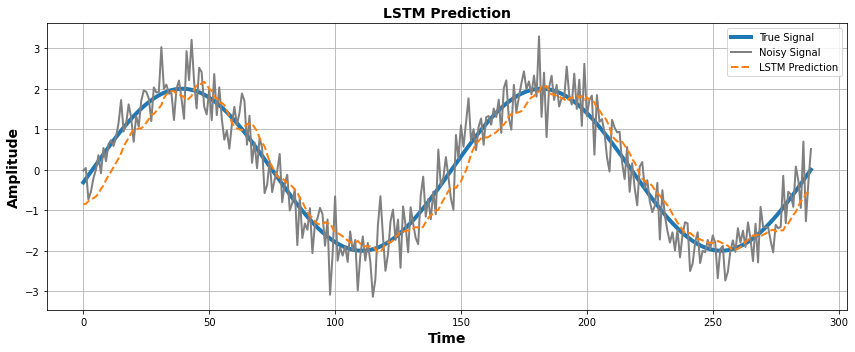 LSTM Prediction
True Signal
Noisy Signal
LSTM Prediction
Amplitude
3
2
1
0
−1
−2
−3
0 50 100 150 200 250 300
Time